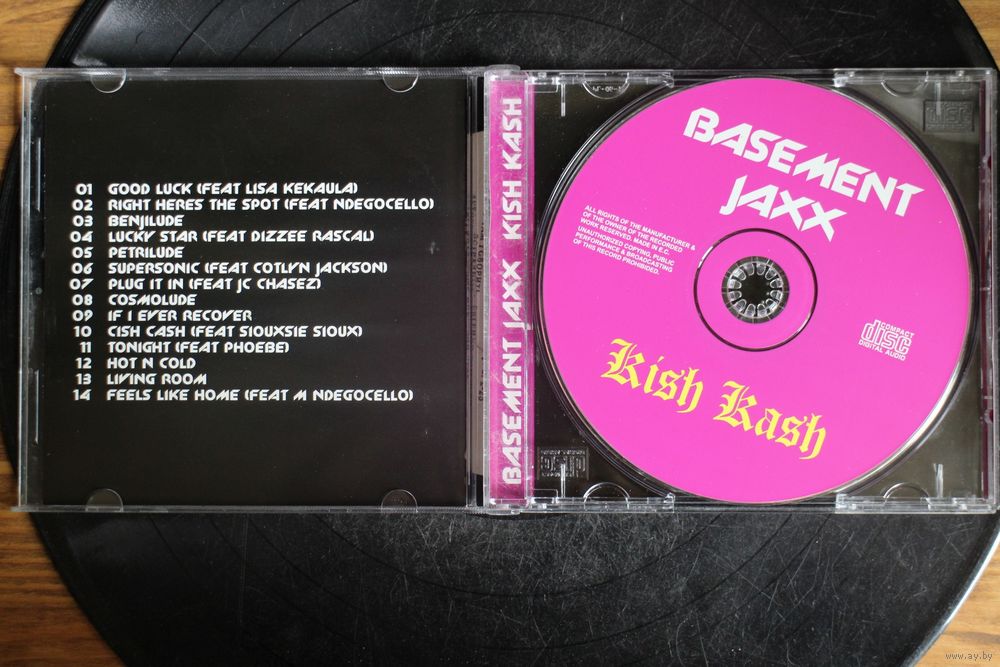 01 GOOD LUCK (FEAT LISA KEKAULA)
02 RIGHT HERES THE SPOT (FEAT NDEGOCELLO)
03 BENJILUDE
04 LUCKY STAR (FEAT DIZZEE RASCAL)
05 PETRILUDE
06 SUPERSONIC (FEAT COTLYN JACKSON)
07 PLUG IT IN (FEAT JC CHASEZ)
08 COSMOLUDE
09 IF I EVER RECOVER
10 CISH CASH (FEAT SIOUXSIE SIOUX)
11 TONIGHT (FEAT PHOEBE)
12 HOT N COLD
13 LIVING ROOM
14 FEELS LIKE HOME (FEAT M NDEGOCELLO)
BASEMENT JAXX KISH KASH
BASEMENT
JAXX
ALL RIGHTS OF THE MANUFACTURER &
OF THE OWNER OF THE RECORDED
WORK RESERVED. MADE IN E.C.
UNAUTHORIZED COPYING, PUBLIC
PERFORMANCE & BROADCASTING
OF THIS RECORD PROHIBITED.
COMPACT
disc
DIGITAL AUDIO
Kish Kash
www.ay.by